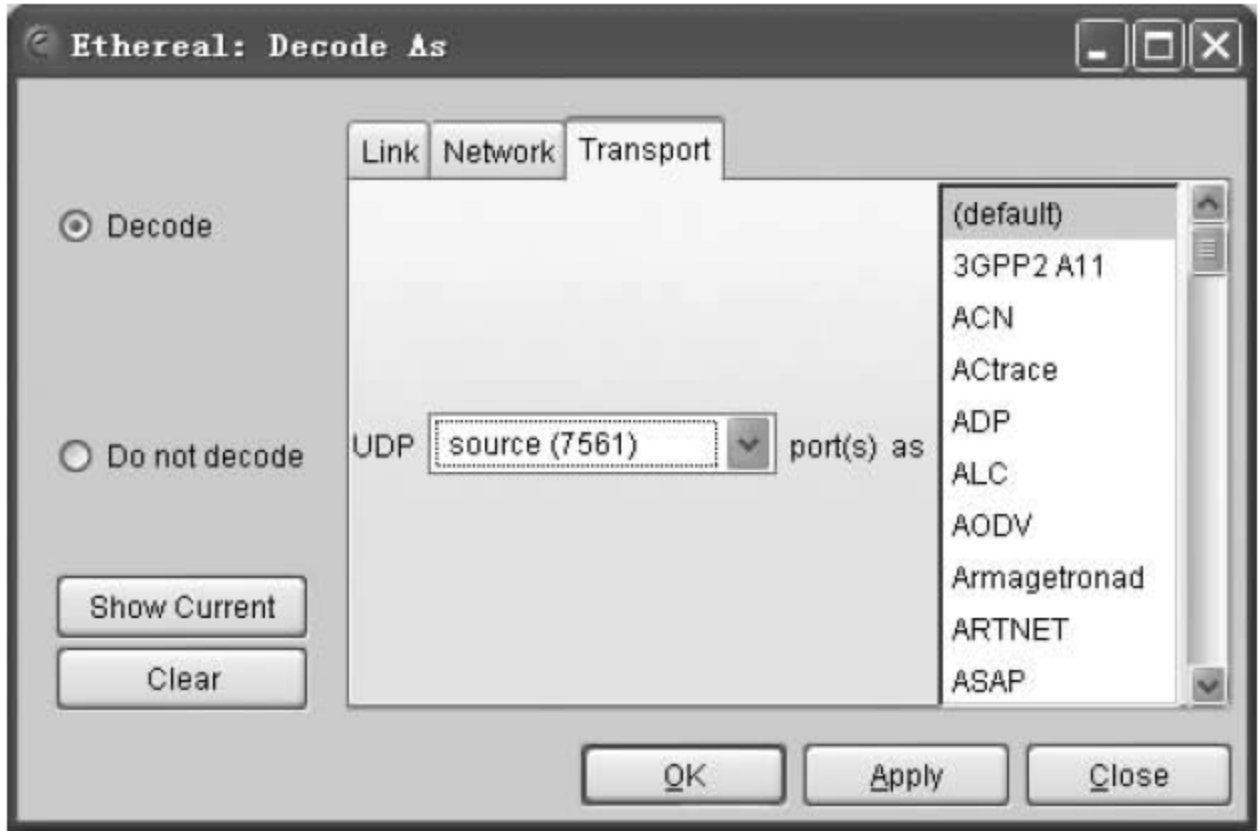 Ethereal: Decode As
Link Network Transport
Decode
Do not decode
UDP source (7561) port(s) as
(default)
3GPP2 A11
ACN
ACtrace
ADP
ALC
AODV
Armagetronad
ARTNET
ASAP
Show Current
Clear
OK Apply Close